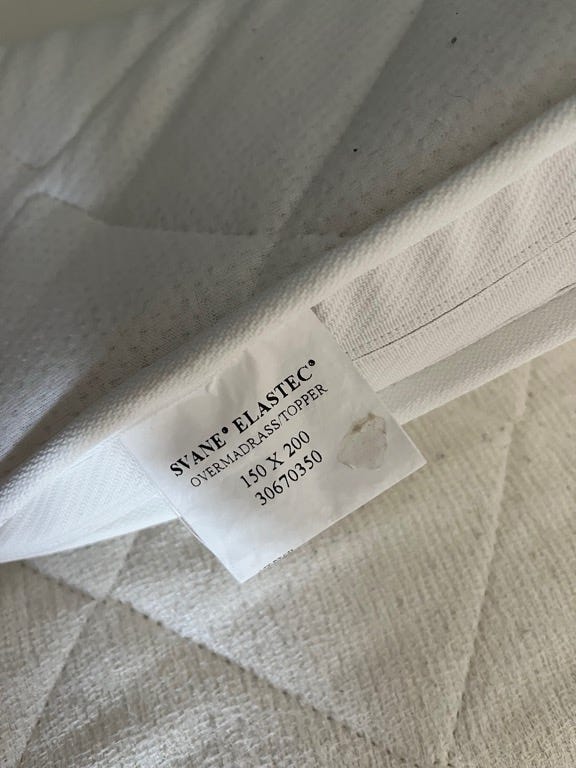 SVANE® ELASTEC®
OVERMADRASS/TOPPER
150 X 200
30670350